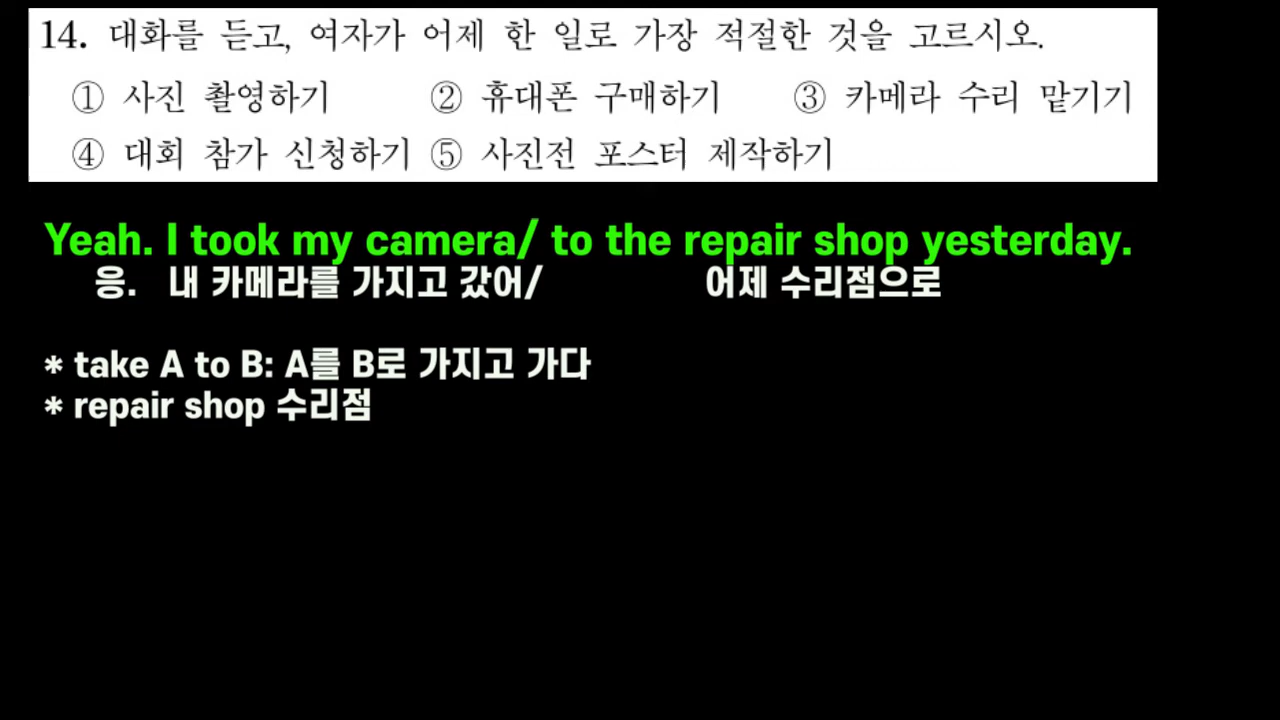 14. 대화를 듣고, 여자가 어제 한 일로 가장 적절한 것을 고르시오.
① 사진 촬영하기 ② 휴대폰 구매하기 ③ 카메라 수리 맡기기
④ 대회 참가 신청하기 ⑤ 사진전 포스터 제작하기
Yeah. I took my camera/ to the repair shop yesterday.
응. 내 카메라를 가지고 갔어/ 어제 수리점으로
* take A to B: A를 B로 가지고 가다
* repair shop 수리점